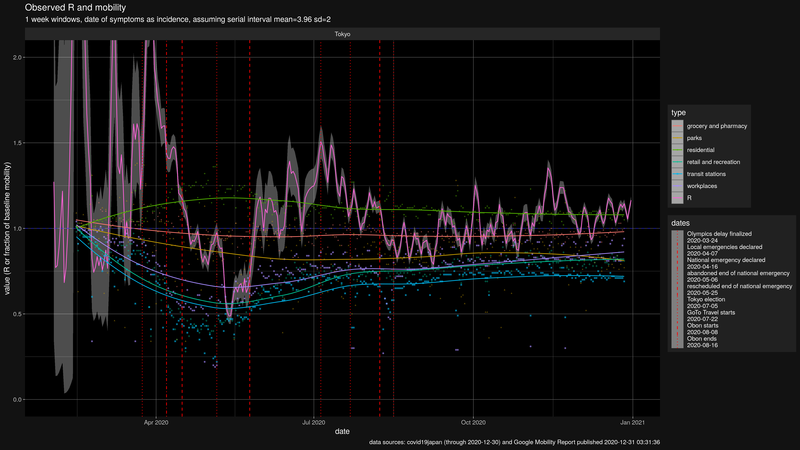 Observed R and mobility
1 week windows, date of symptoms as incidence, assuming serial interval mean=3.96 sd=2
Tokyo
value (R or fraction of baseline mobility)
2.0
1.5
1.0
0.5
0.0
Apr 2020
Jul 2020
Oct 2020
Jan 2021
date
type
grocery and pharmacy
parks
residential
retail and recreation
transit stations
workplaces
R
dates
Olympics delay finalized
2020-03-24
Local emergencies declared
2020-04-07
National emergency declared
2020-04-16
abandoned end of national emergency
2020-05-06
rescheduled end of national emergency
2020-05-25
Tokyo election
2020-07-05
GoTo Travel starts
2020-07-22
Obon starts
2020-08-08
Obon ends
2020-08-16
data sources: covid19japan (through 2020-12-30) and Google Mobility Report published 2020-12-31 03:31:36